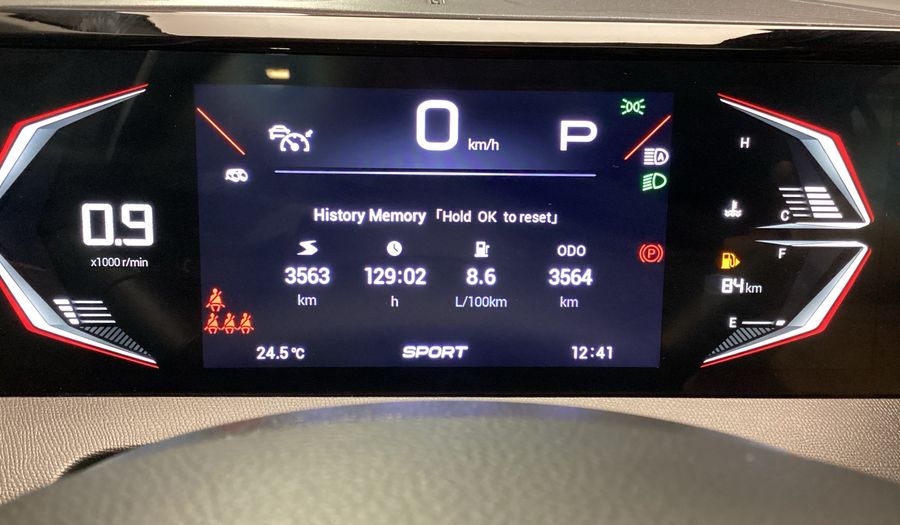 0 km/h
P
A
H
0.9
x1000 r/min
C
History Memory「Hold OK to reset」
ODO
3563 129:02 8.6 3564
km h L/100km km
P
F
84km
E
24.5℃ SPORT 12:41